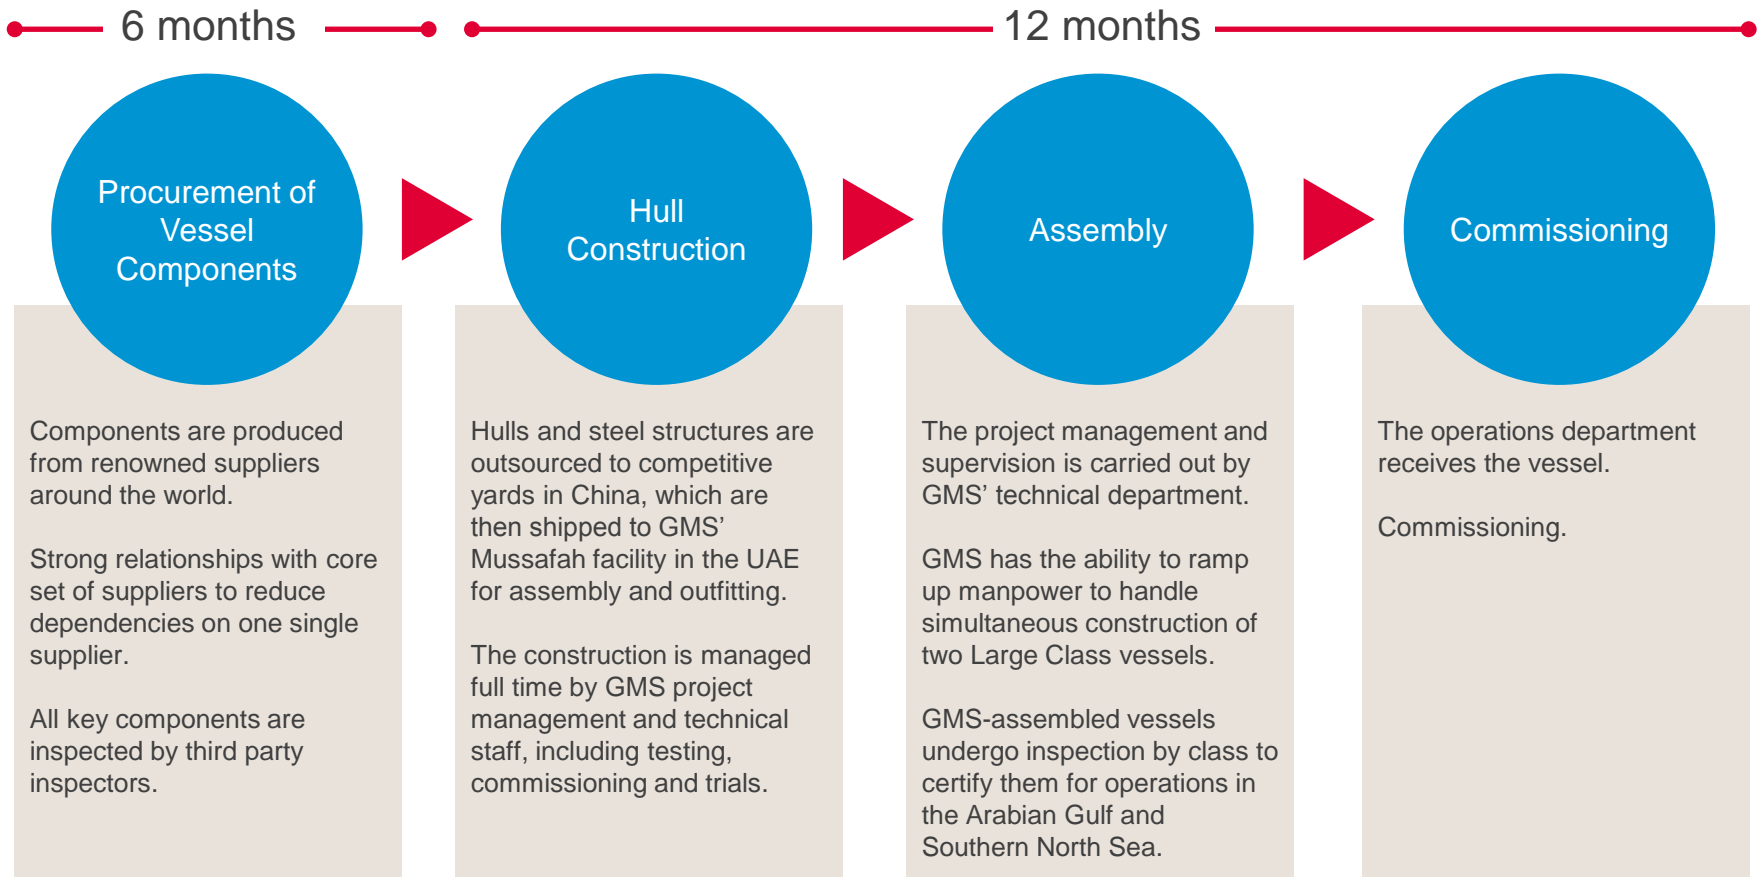 6 months
12 months
Procurement of
Vessel
Components
Hull
Construction
Assembly
Commissioning
Components are produced
from renowned suppliers
around the world.
Strong relationships with core
set of suppliers to reduce
dependencies on one single
supplier.
All key components are
inspected by third party
inspectors.
Hulls and steel structures are
outsourced to competitive
yards in China, which are
then shipped to GMS’
Mussafah facility in the UAE
for assembly and outfitting.
The construction is managed
full time by GMS project
management and technical
staff, including testing,
commissioning and trials.
The project management and
supervision is carried out by
GMS’ technical department.
GMS has the ability to ramp
up manpower to handle
simultaneous construction of
two Large Class vessels.
GMS-assembled vessels
undergo inspection by class to
certify them for operations in
the Arabian Gulf and
Southern North Sea.
The operations department
receives the vessel.
Commissioning.